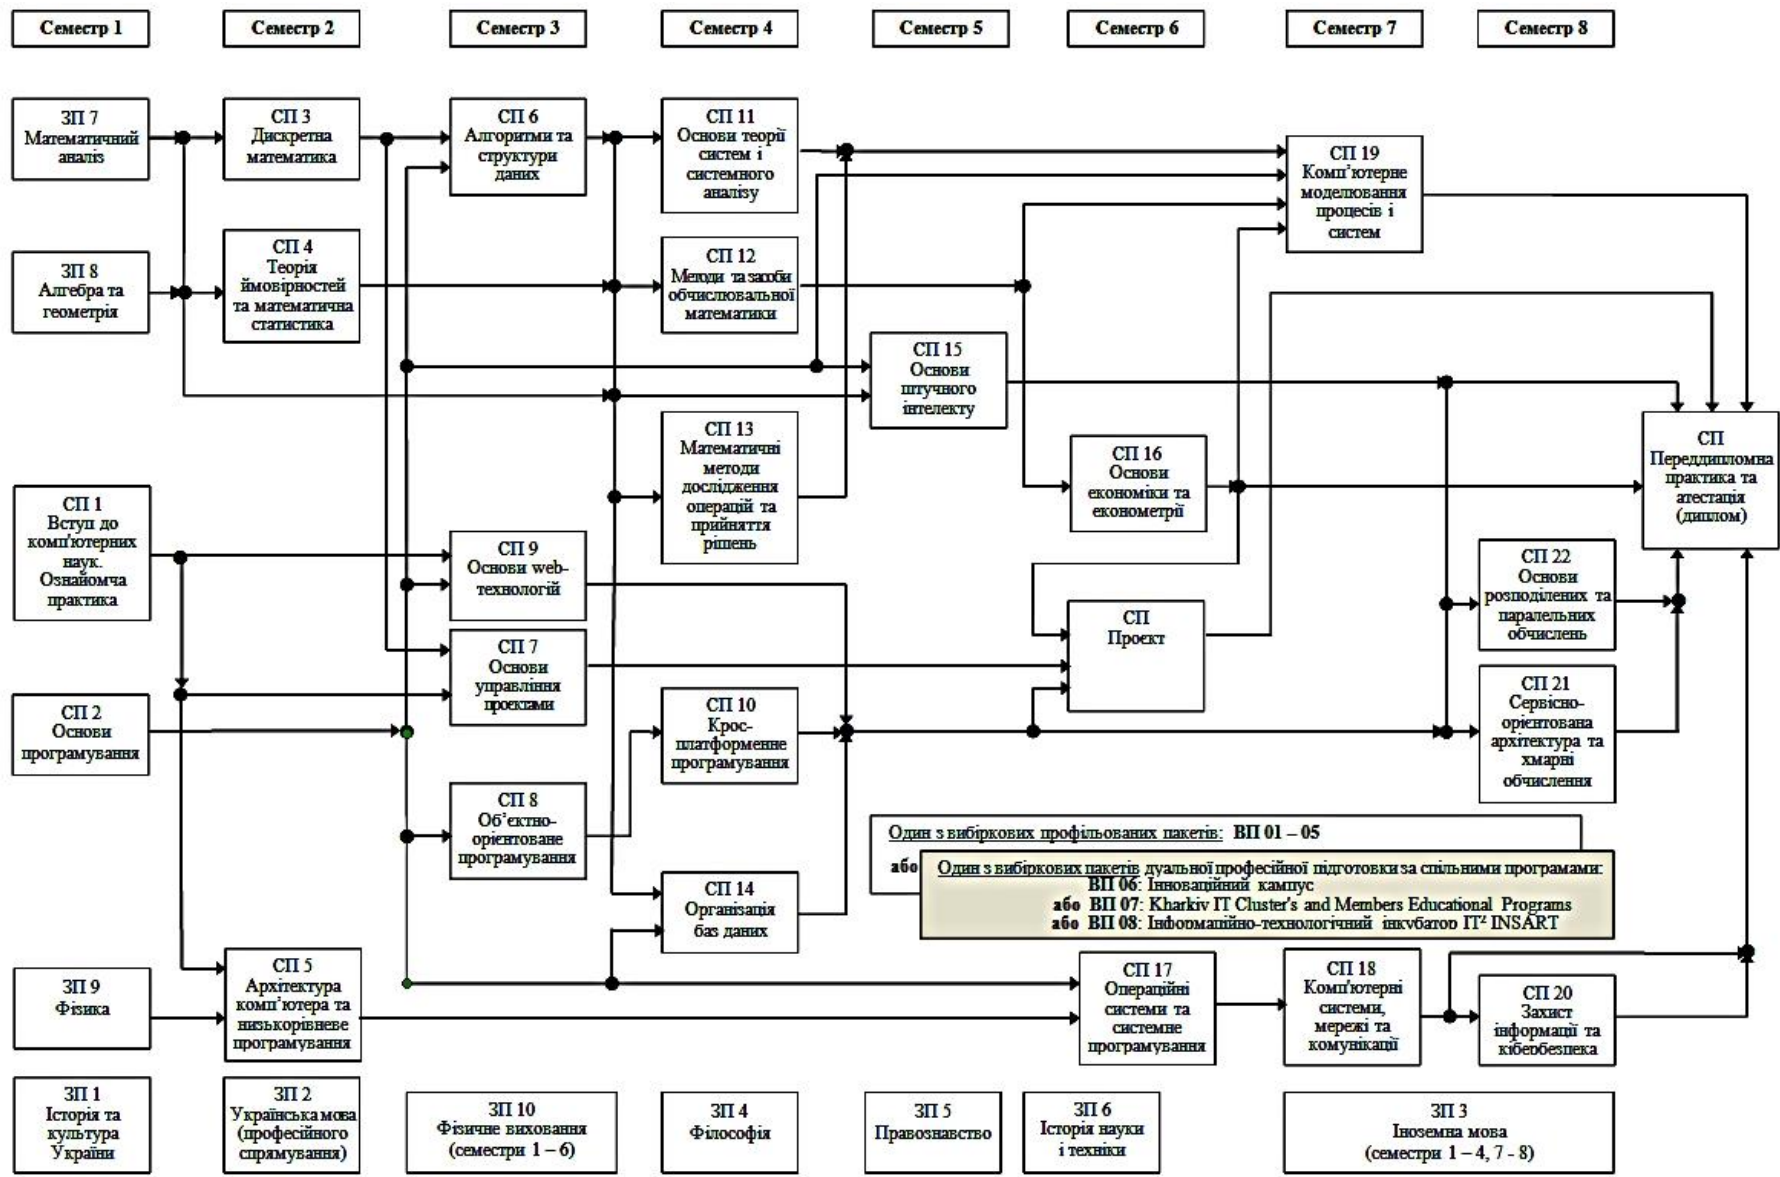 Семестр 1
Семестр 2
Семестр 3
Семестр 4
Семестр 5
Семестр 6
Семестр 7
Семестр 8
ЗП 7
Математичний
аналіз
СП 3
Дискретна
математика
СП 6
Алгоритми та
структури
даних
СП 11
Основи теорії
систем і
системного
аналізу
СП 19
Комп’ютерне
моделювання
процесів і
систем
ЗП 8
Алгебра та
геометрія
СП 4
Теорія
ймовірностей
та математична
статистика
СП 12
Методи та засоби
обчислювальної
математики
СП 15
Основи
штучного
інтелекту
СП 13
Математичні
методи
дослідження
операцій та
прийняття
рішень
СП 16
Основи
економіки та
економетрії
СП
Переддипломна
практика та
атестація
(диплом)
СП 1
Вступ до
комп'ютерних
наук.
Ознайомча
практика
СП 9
Основи web-
технологій
СП 22
Основи
розподілених та
паралельних
обчислень
СП
Проєкт
СП 7
Основи
управління
проектами
СП 2
Основи
програмування
СП 10
Крос-
платформенне
програмування
СП 21
Сервісно-
орієнтована
архітектура та
хмарні
обчислення
СП 8
Об’єктно-
орієнтоване
програмування
Один з вибіркових профільованих пакетів: ВП 01 – 05
або
Один з вибіркових пакетів дуальної професійної підготовки за спільними програмами:
ВП 06: Інноваційний кампус
або ВП 07: Kharkiv IT Cluster's and Members Educational Programs
або ВП 08: Інформаційно-технологічний інкубатор IT² INSART
СП 14
Організація
баз даних
ЗП 9
Фізика
СП 5
Архітектура
комп’ютера та
низькорівневе
програмування
СП 17
Операційні
системи та
системне
програмування
СП 18
Комп'ютерні
системи,
мережі та
комунікації
СП 20
Захист
інформації та
кібербезпека
ЗП 1
Історія та
культура
України
ЗП 2
Українська мова
(професійного
спрямування)
ЗП 10
Фізичне виховання
(семестри 1 – 6)
ЗП 4
Філософія
ЗП 5
Правознавство
ЗП 6
Історія науки
і техніки
ЗП 3
Іноземна мова
(семестри 1 – 4, 7 - 8)